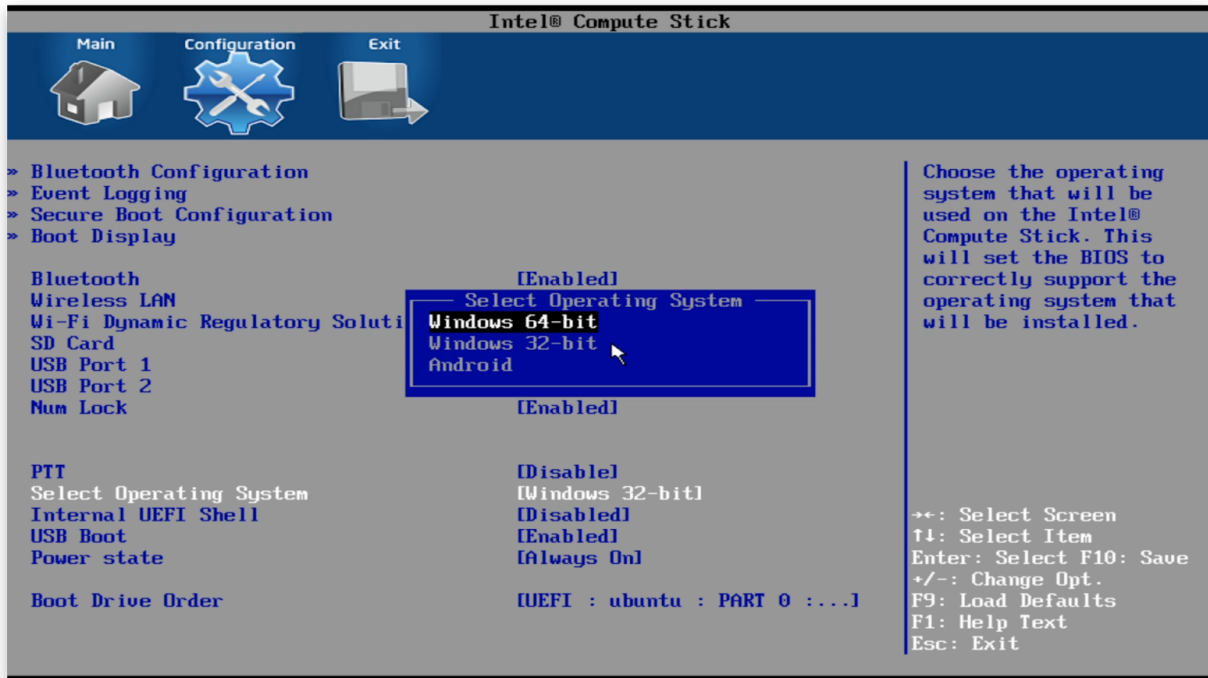 Intel® Compute Stick
Main Configuration Exit
» Bluetooth Configuration
» Event Logging
» Secure Boot Configuration
» Boot Display
Bluetooth [Enabled]
Wireless LAN
Wi-Fi Dynamic Regulatory Soluti
SD Card
USB Port 1
USB Port 2
Num Lock [Enabled]
PTT [Disable]
Select Operating System [Windows 32-bit]
Internal UEFI Shell [Disabled]
USB Boot [Enabled]
Power state [Always On]
Boot Drive Order [UEFI : ubuntu : PART 0 :...]
Select Operating System
Windows 64-bit
Windows 32-bit
Android
Choose the operating
system that will be
used on the Intel®
Compute Stick. This
will set the BIOS to
correctly support the
operating system that
will be installed.
→←: Select Screen
↑↓: Select Item
Enter: Select F10: Save
+/-: Change Opt.
F9: Load Defaults
F1: Help Text
Esc: Exit